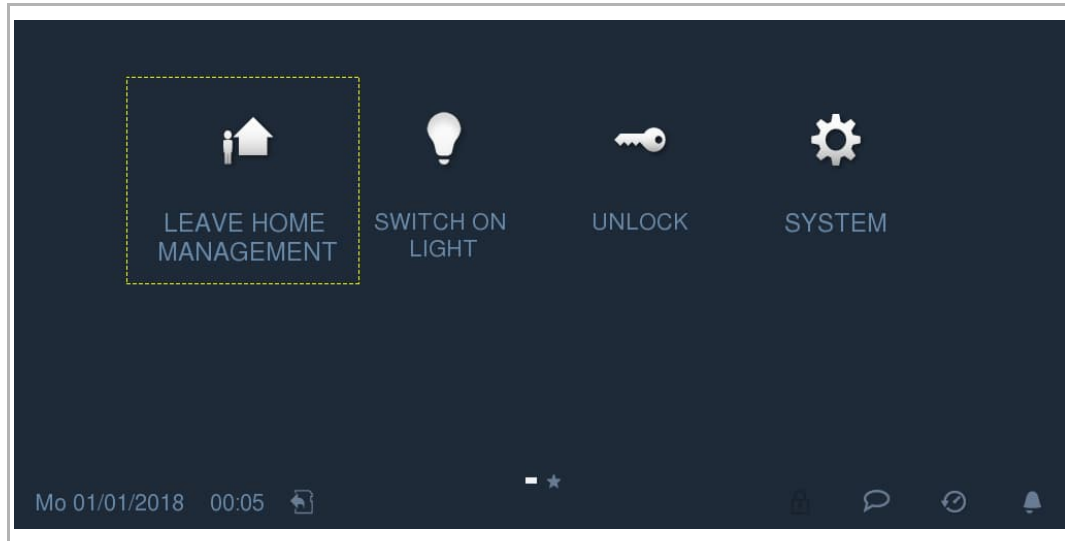 LEAVE HOME
MANAGEMENT
SWITCH ON
LIGHT
UNLOCK
SYSTEM
Mo 01/01/2018 00:05